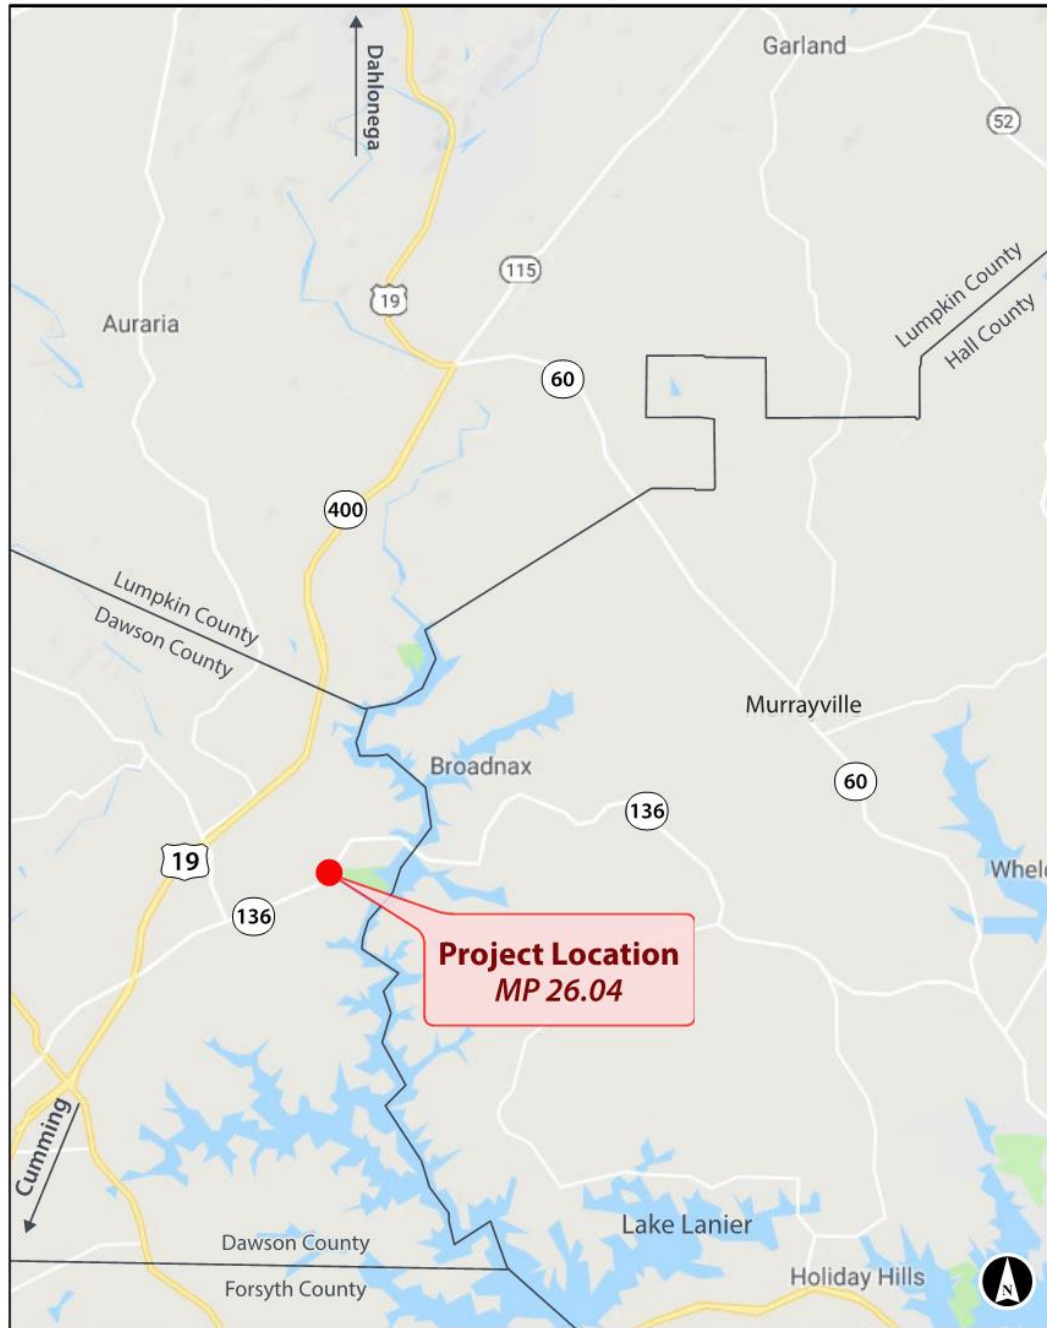 Dahlonega
Garland
52
115
19
Auraria
60
Lumpkin County
Hall County
400
Lumpkin County
Dawson County
Murrayville
Broadnax
60
136
19
136
Project Location
MP 26.04
Cumming
Dawson County
Forsyth County
Lake Lanier
Holiday Hills
N